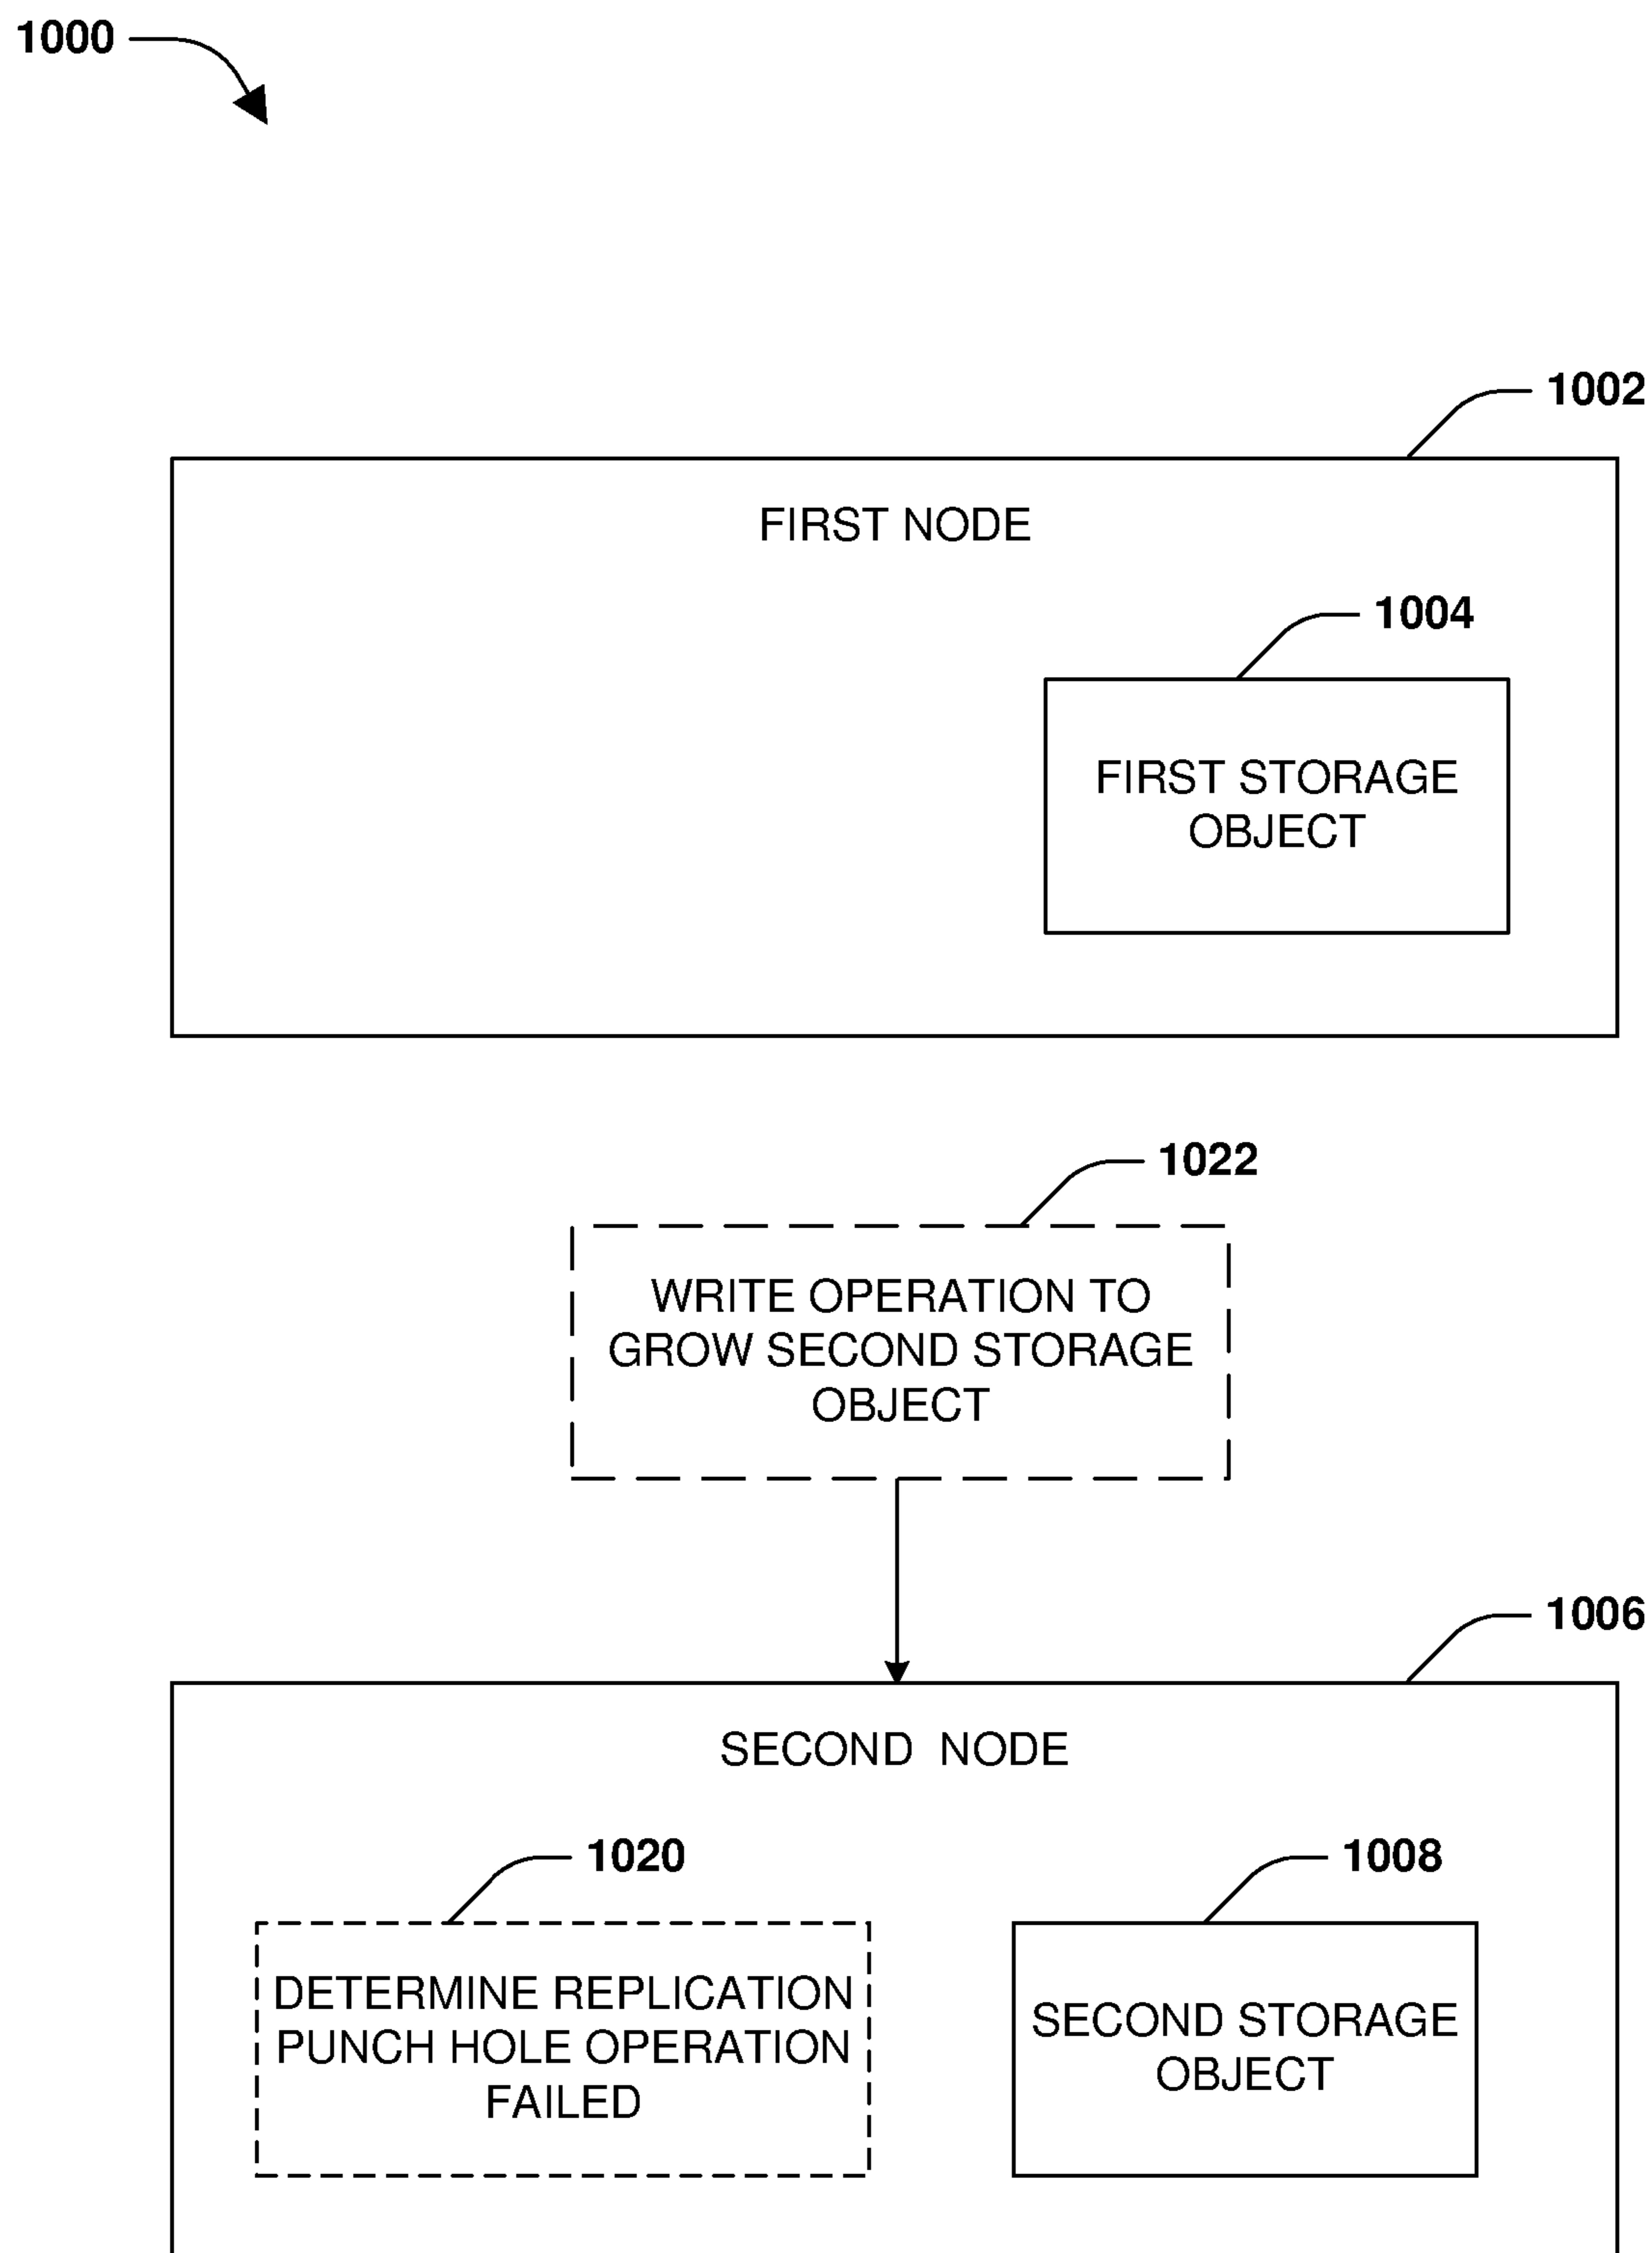 1000
1002
FIRST NODE
1004
FIRST STORAGE
OBJECT
1022
WRITE OPERATION TO
GROW SECOND STORAGE
OBJECT
1006
SECOND NODE
1020
DETERMINE REPLICATION
PUNCH HOLE OPERATION
FAILED
1008
SECOND STORAGE
OBJECT